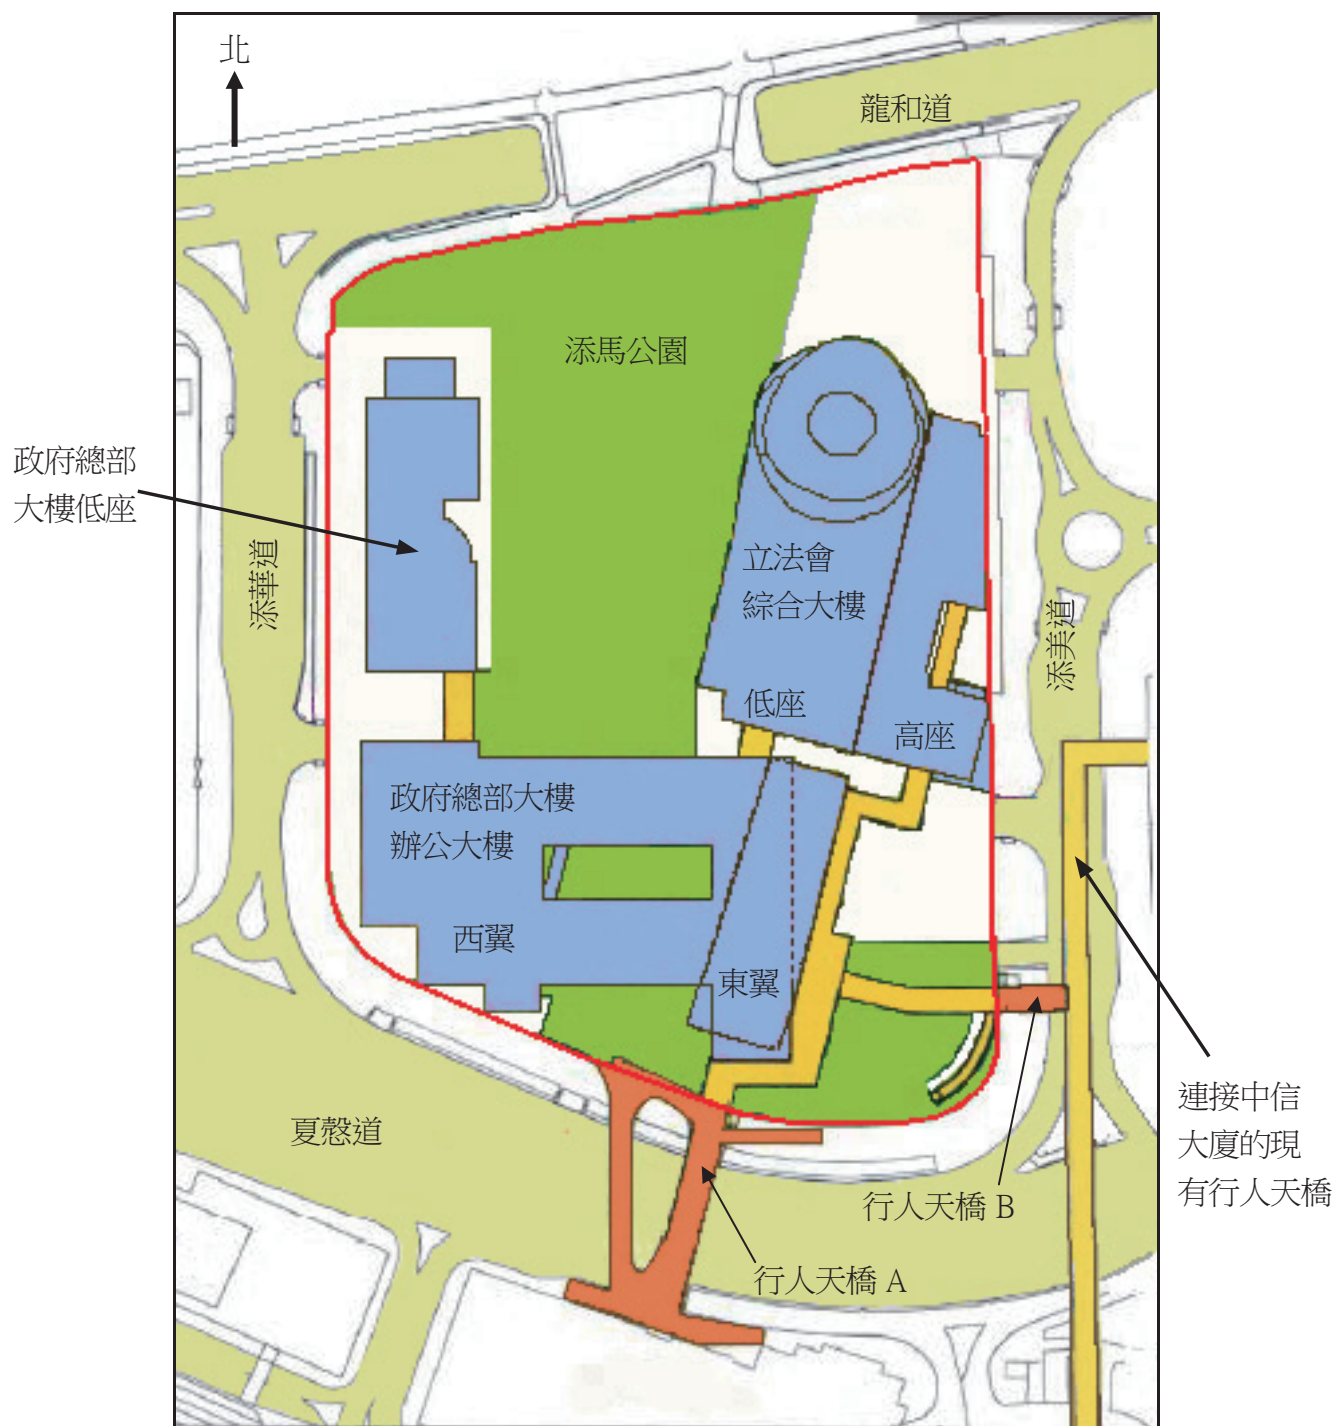 北
龍和道
添馬公園
政府總部
大樓低座
添華道
立法會
綜合大樓
添美道
低座
高座
政府總部大樓
辦公大樓
西翼
東翼
連接中信
大廈的現
有行人天橋
夏愨道
行人天橋 B
行人天橋 A